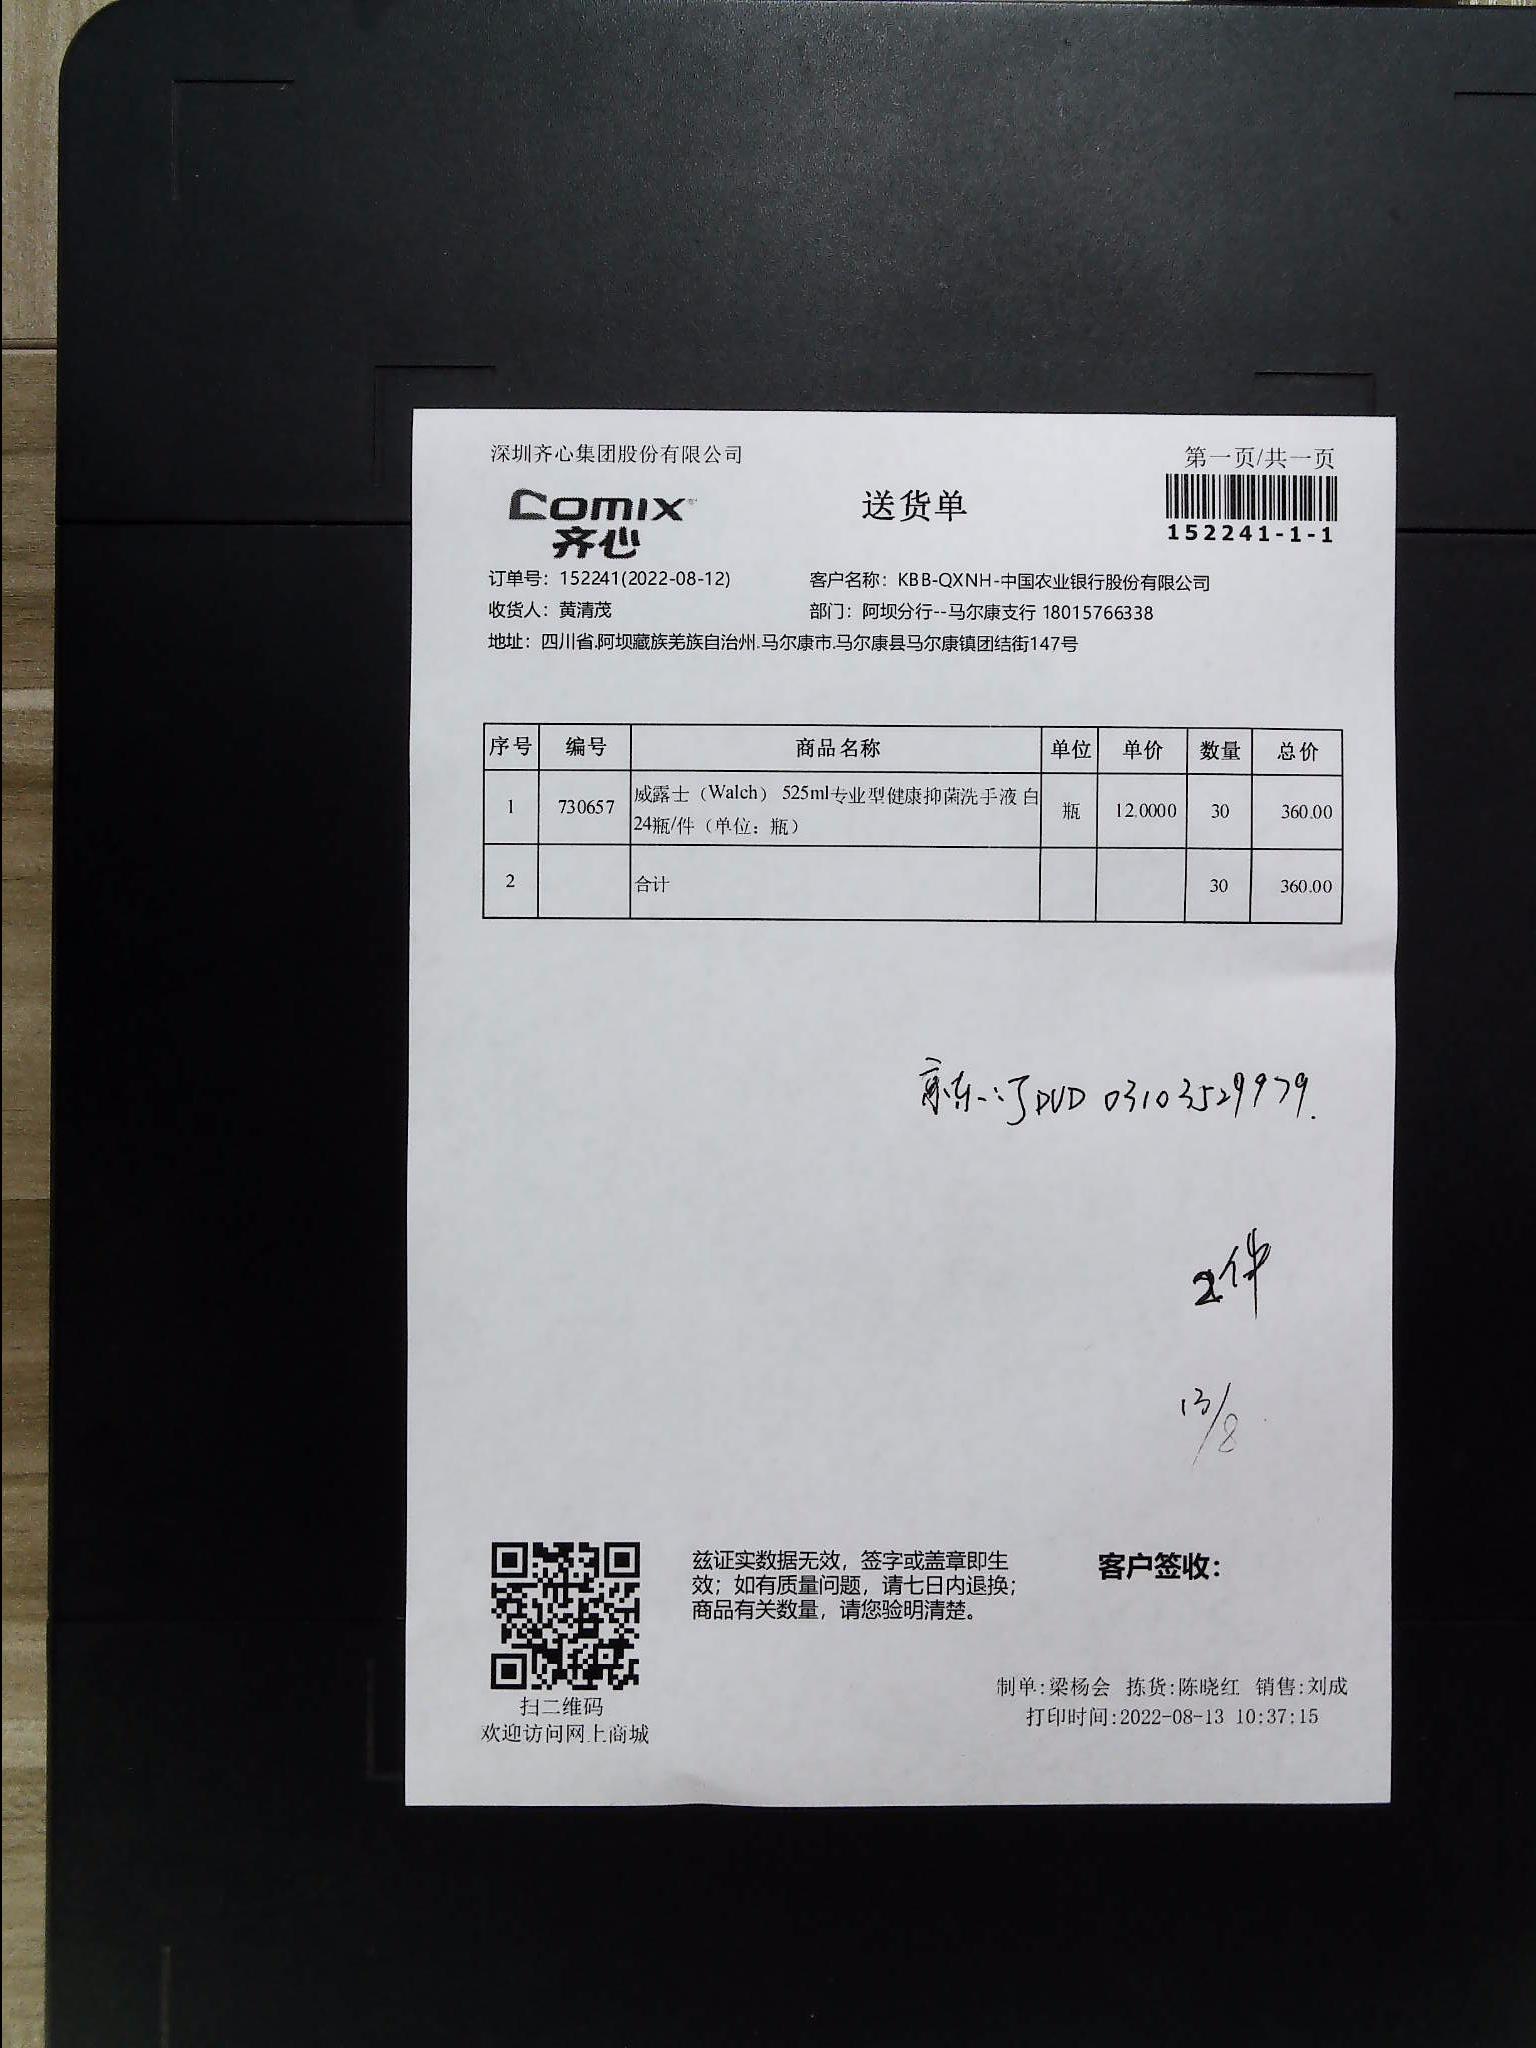 深圳齐心集团股份有限公司
第一页/共一页
comix
齐心
送货单
152241-1-1
订单号：152241(2022-08-12)
客户名称：KBB-QXNH-中国农业银行股份有限公司
收货人：黄清茂
部门：阿坝分行--马尔康支行 18015766338
地址：四川省.阿坝藏族羌族自治州.马尔康市.马尔康县马尔康镇团结街147号
序号 编号 商品名称 单位 单价 数量 总价
1 730657 威露士（Walch） 525ml专业型健康抑菌洗手液 白 瓶 12.0000 30 360.00
24瓶/件（单位：瓶）
2 合计 30 360.00
京东 DVD 03103529979.
2件
13/8
兹证实数据无效，签字或盖章即生
效；如有质量问题，请七日内退换；
商品有关数量，请您验明清楚。
客户签收：
扫二维码
欢迎访问网上商城
制单:梁杨会 拣货:陈晓红 销售:刘成
打印时间:2022-08-13 10:37:15